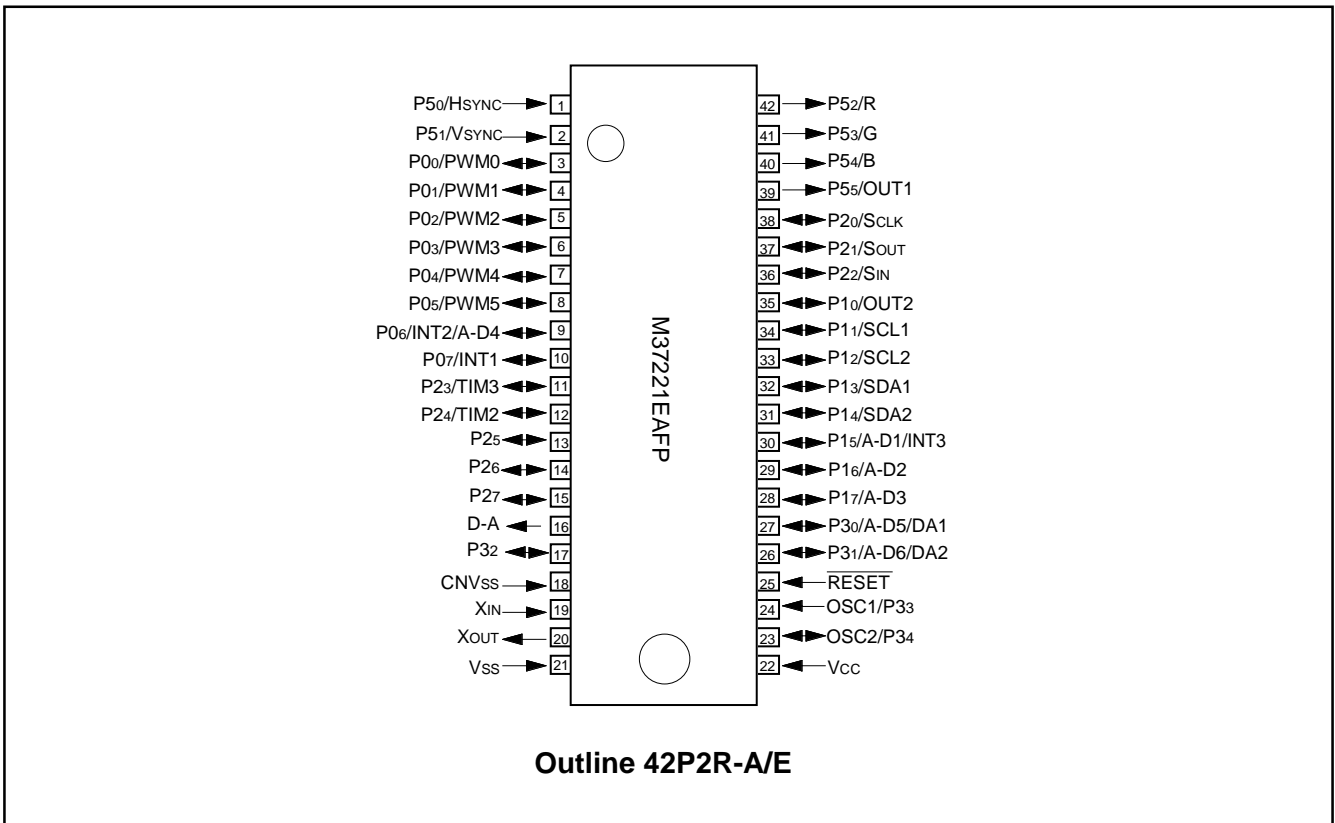 P50/HSYNC 1
P51/VSYNC 2
P00/PWM0 3
P01/PWM1 4
P02/PWM2 5
P03/PWM3 6
P04/PWM4 7
P05/PWM5 8
P06/INT2/A-D4 9
P07/INT1 10
P23/TIM3 11
P24/TIM2 12
P25 13
P26 14
P27 15
D-A 16
P32 17
CNVSS 18
XIN 19
XOUT 20
VSS 21
M37221EAFP
42 P52/R
41 P53/G
40 P54/B
39 P55/OUT1
38 P20/SCLK
37 P21/SOUT
36 P22/SIN
35 P10/OUT2
34 P11/SCL1
33 P12/SCL2
32 P13/SDA1
31 P14/SDA2
30 P15/A-D1/INT3
29 P16/A-D2
28 P17/A-D3
27 P30/A-D5/DA1
26 P31/A-D6/DA2
25 RESET
24 OSC1/P33
23 OSC2/P34
22 VCC
Outline 42P2R-A/E